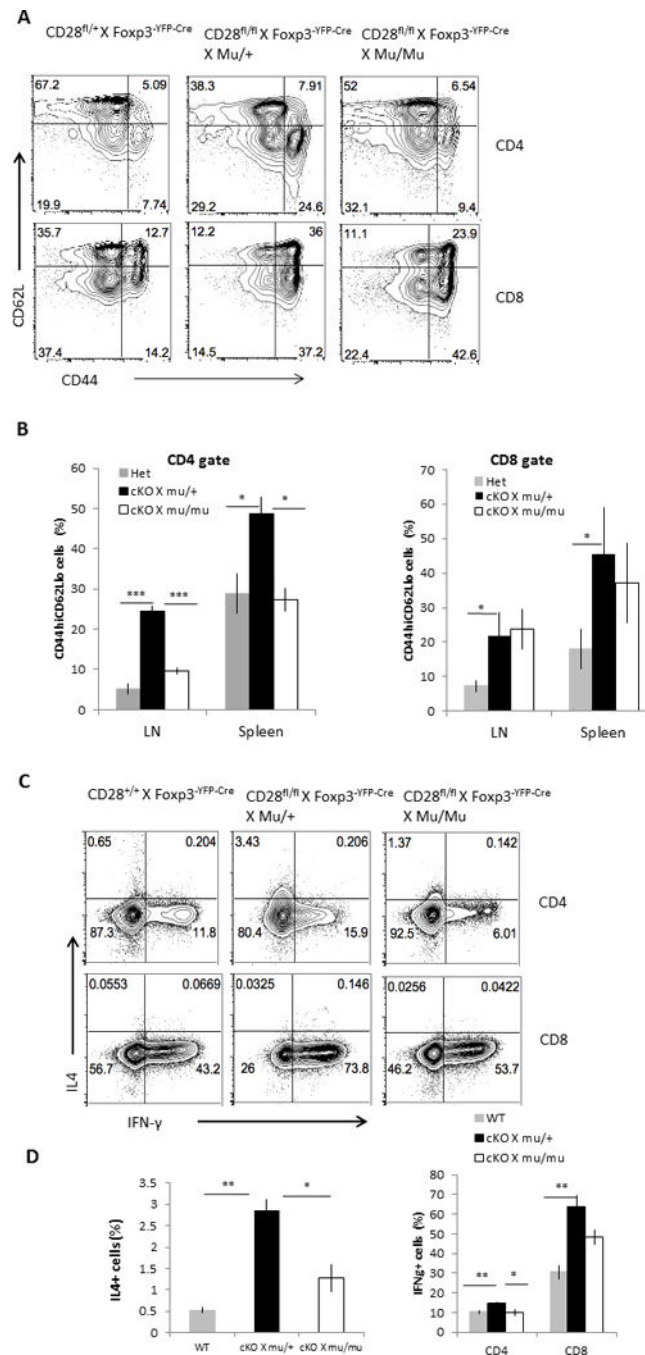 A
CD28fl/+ X Foxp3-YFP-Cre
CD28fl/fl X Foxp3-YFP-Cre
X Mu/+
CD28fl/fl X Foxp3-YFP-Cre
X Mu/Mu
67.2 5.09
38.3 7.91
52 6.54
CD4
19.9 7.74
29.2 24.6
32.1 9.4
35.7 12.7
12.2 36
11.1 23.9
CD8
37.4 14.2
14.5 37.2
22.4 42.6
CD62L
CD44
B
CD4 gate
Het
cKO X mu/+
cKO X mu/mu
CD44hiCD62Llo cells (%)
60
50
40
30
20
10
0
*** ***
* *
LN Spleen
CD8 gate
Het
cKO X mu/+
cKO X mu/mu
CD44hiCD62Llo cells (%)
70
60
50
40
30
20
10
0
*
*
LN Spleen
C
CD28+/+ X Foxp3-YFP-Cre
CD28fl/fl X Foxp3-YFP-Cre
X Mu/+
CD28fl/fl X Foxp3-YFP-Cre
X Mu/Mu
0.65 0.204
3.43 0.206
1.37 0.142
CD4
87.3 11.8
80.4 15.9
92.5 6.01
0.0553 0.0669
0.0325 0.146
0.0256 0.0422
CD8
56.7 43.2
26 73.8
46.2 53.7
IL4
IFN-γ
D
IL4+ cells (%)
3.5
3
2.5
2
1.5
1
0.5
0
** *
WT cKO X mu/+ cKO X mu/mu
WT
cKO X mu/+
cKO X mu/mu
IFNg+ cells (%)
80
70
60
50
40
30
20
10
0
** *
**
CD4 CD8